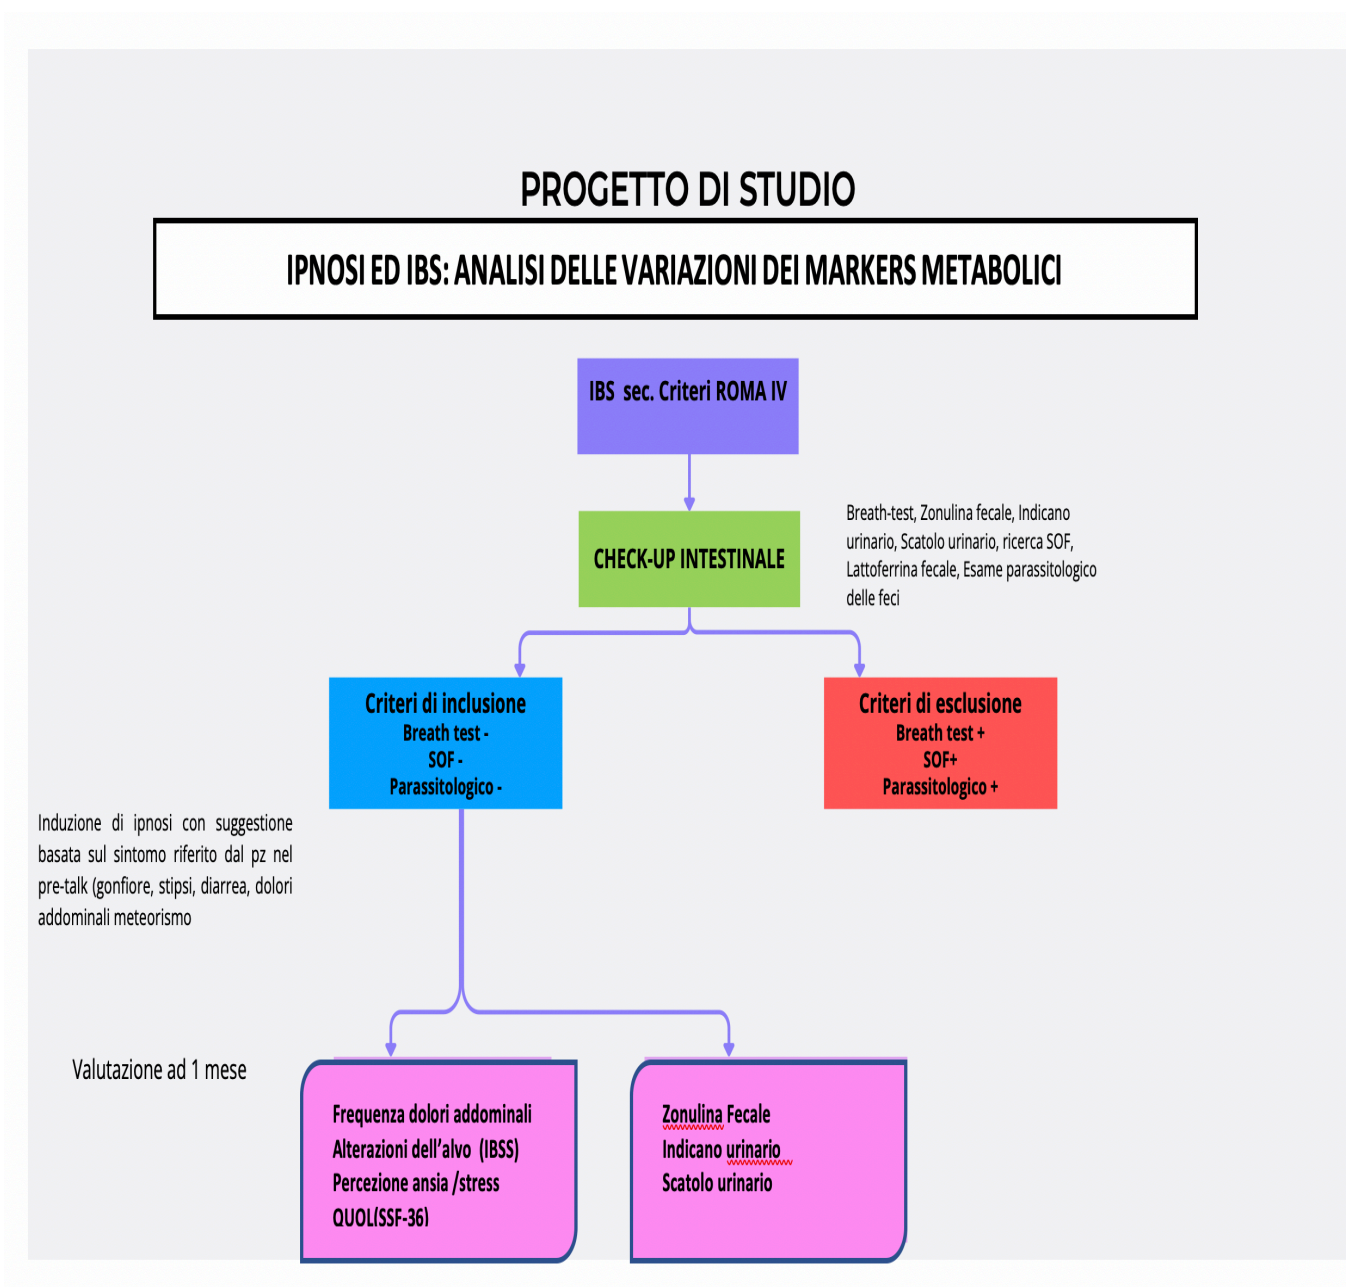 PROGETTO DI STUDIO
IPNOSI ED IBS: ANALISI DELLE VARIAZIONI DEI MARKERS METABOLICI
IBS sec. Criteri ROMA IV
CHECK-UP INTESTINALE
Breath-test, Zonulina fecale, Indicano
urinario, Scatolo urinario, ricerca SOF,
Lattoferrina fecale, Esame parassitologico
delle feci
Criteri di inclusione
Breath test -
SOF -
Parassitologico -
Criteri di esclusione
Breath test +
SOF+
Parassitologico +
Induzione di ipnosi con suggestione
basata sul sintomo riferito dal pz nel
pre-talk (gonfiore, stipsi, diarrea, dolori
addominali meteorismo
Valutazione ad 1 mese
Frequenza dolori addominali
Alterazioni dell’alvo (IBSS)
Percezione ansia /stress
QUOL(SSF-36)
Zonulina Fecale
Indicano urinario
Scatolo urinario